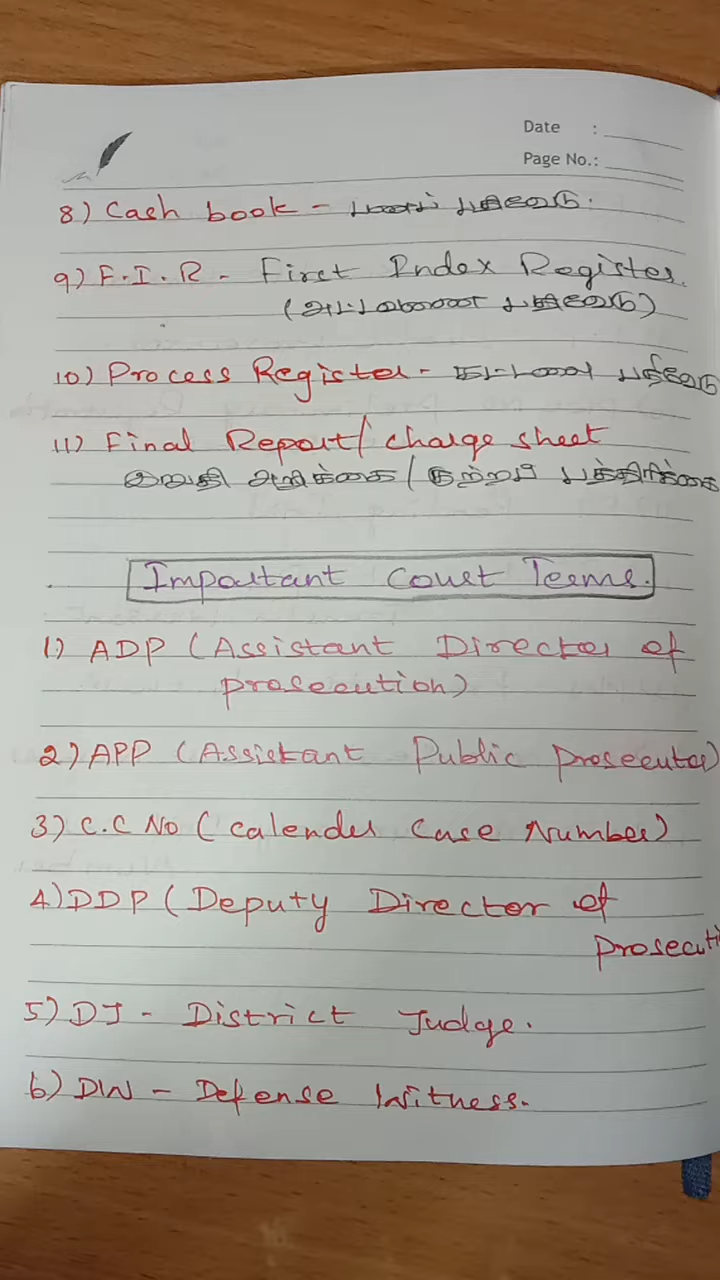 Date : ______
Page No.: ______
8) Cash book - பணப் பதிவேடு.
9) F.I.R - First Index Register.
(அட்டவணை பதிவேடு)
10) Process Register - கட்டளை பதிவேடு
11) Final Report/charge sheet
இறுதி அறிக்கை / குற்றப் பத்திரிக்கை
Important Court Terms.
1) ADP (Assistant Director of
prosecution)
2) APP (Assistant Public prosecutor)
3) C.C No (Calender Case Number)
4) DDP (Deputy Director of
prosecuti
5) DJ - District Judge.
6) DW - Defense Witness.